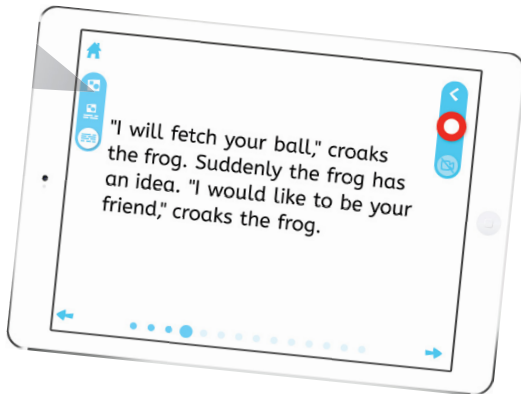 "I will fetch your ball," croaks
the frog. Suddenly the frog has
an idea. "I would like to be your
friend," croaks the frog.